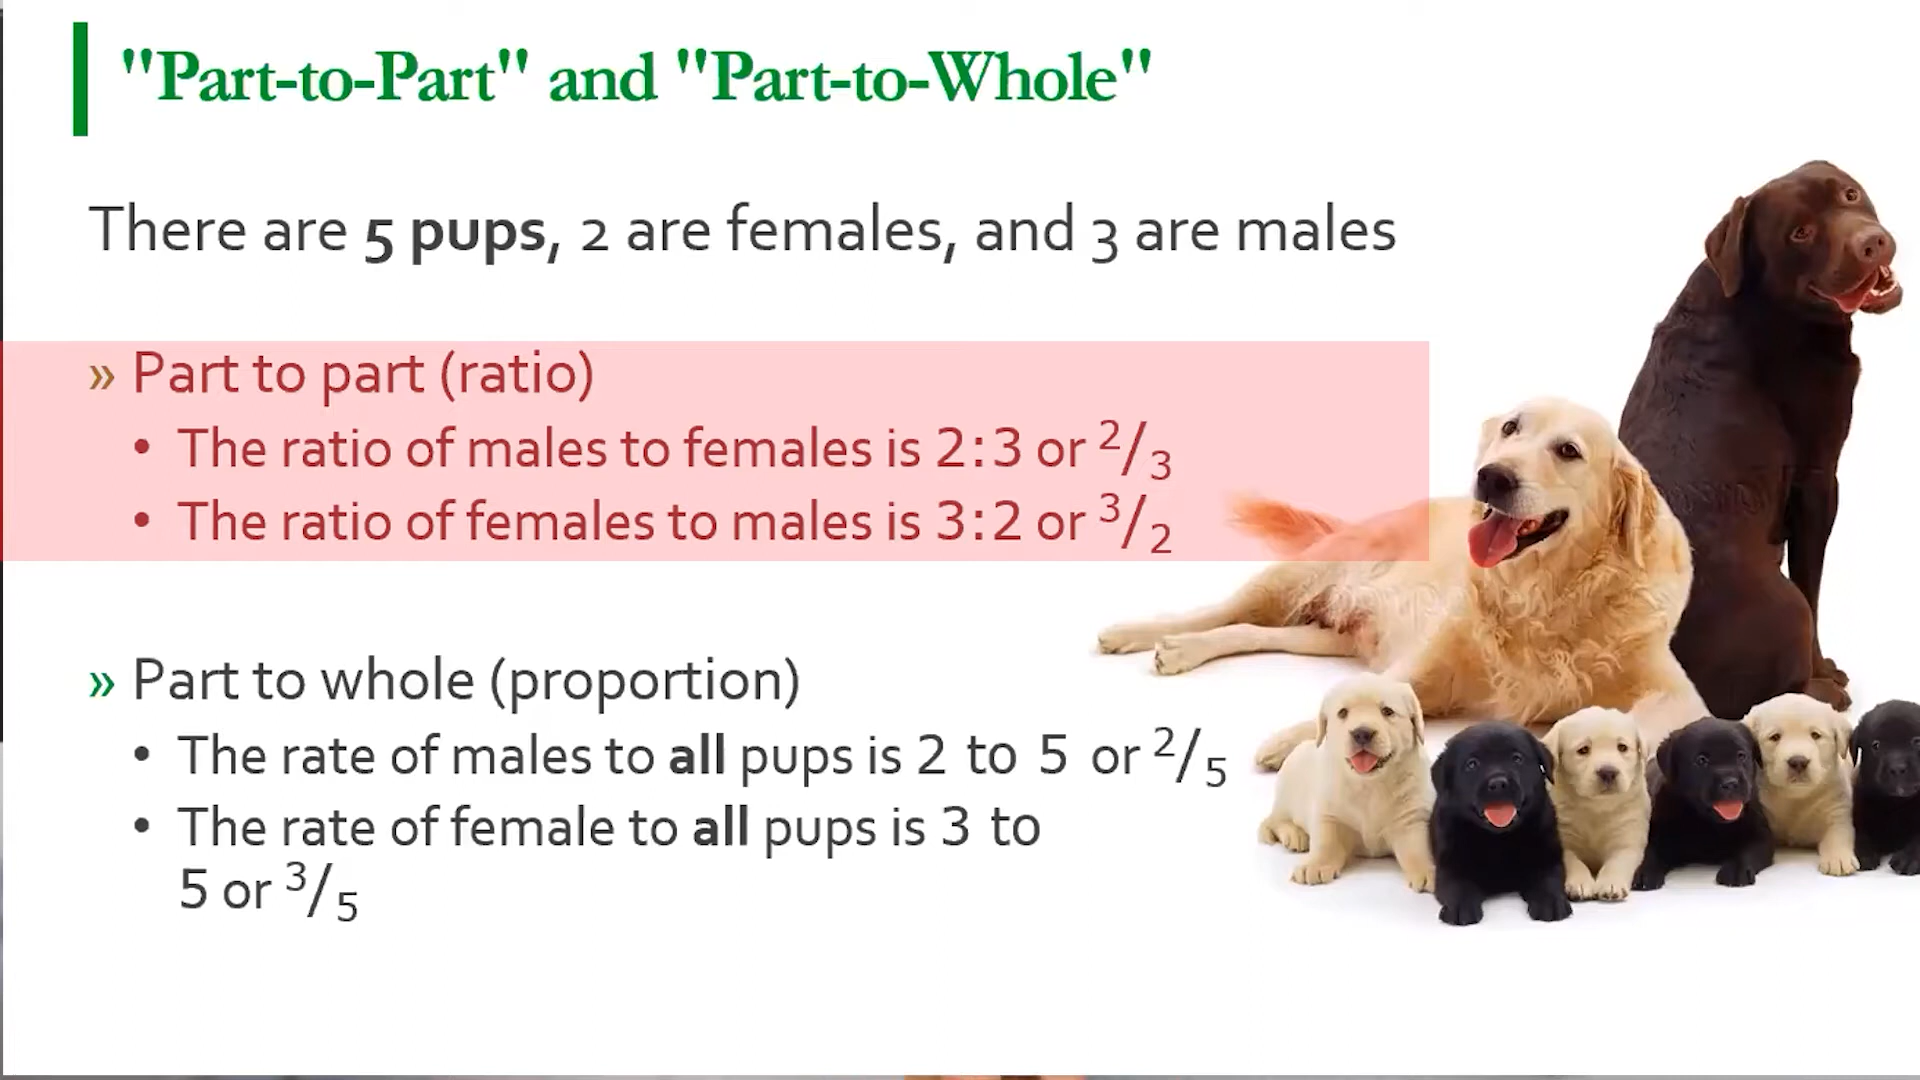 "Part-to-Part" and "Part-to-Whole"
There are 5 pups, 2 are females, and 3 are males
» Part to part (ratio)
• The ratio of males to females is 2:3 or 2/3
• The ratio of females to males is 3:2 or 3/2
» Part to whole (proportion)
• The rate of males to all pups is 2 to 5 or 2/5
• The rate of female to all pups is 3 to
5 or 3/5